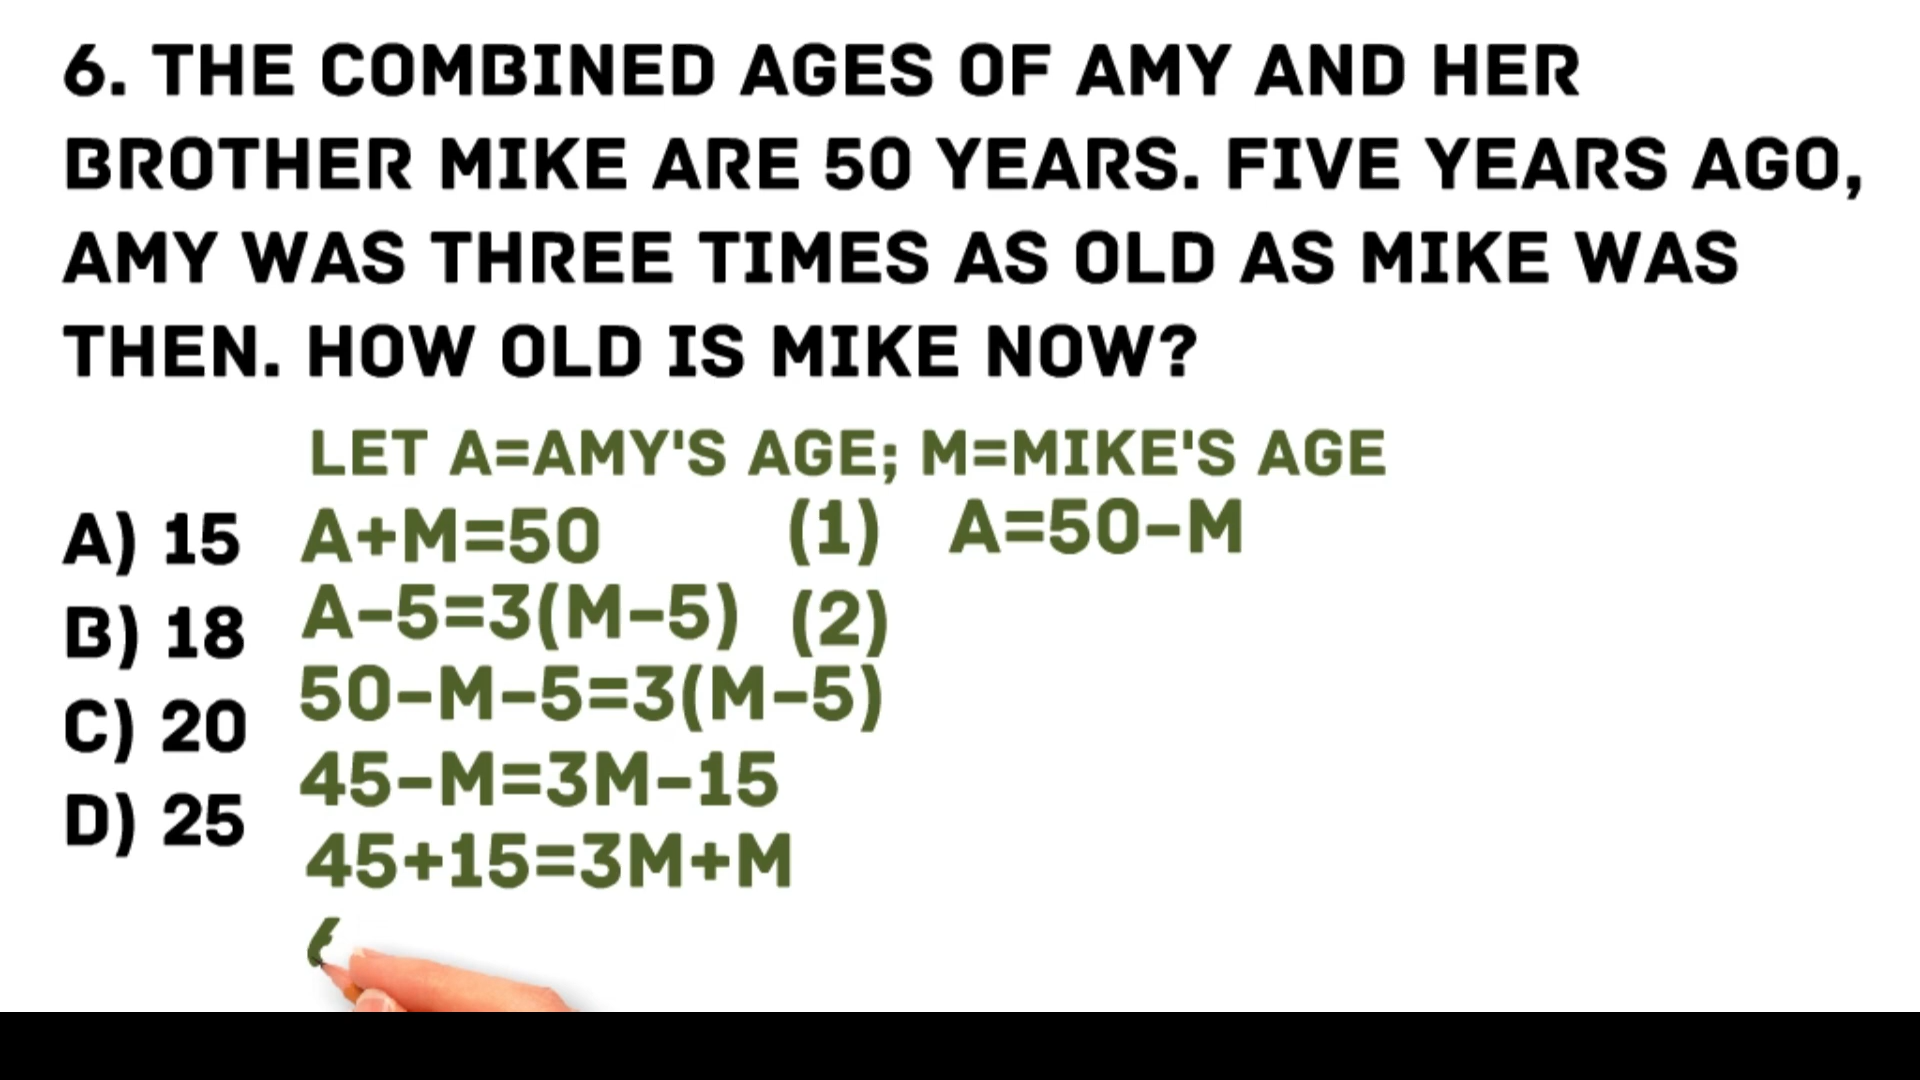 6. THE COMBINED AGES OF AMY AND HER
BROTHER MIKE ARE 50 YEARS. FIVE YEARS AGO,
AMY WAS THREE TIMES AS OLD AS MIKE WAS
THEN. HOW OLD IS MIKE NOW?
LET A=AMY'S AGE; M=MIKE'S AGE
A) 15 A+M=50 (1) A=50-M
B) 18 A-5=3(M-5) (2)
50-M-5=3(M-5)
C) 20 45-M=3M-15
D) 25 45+15=3M+M